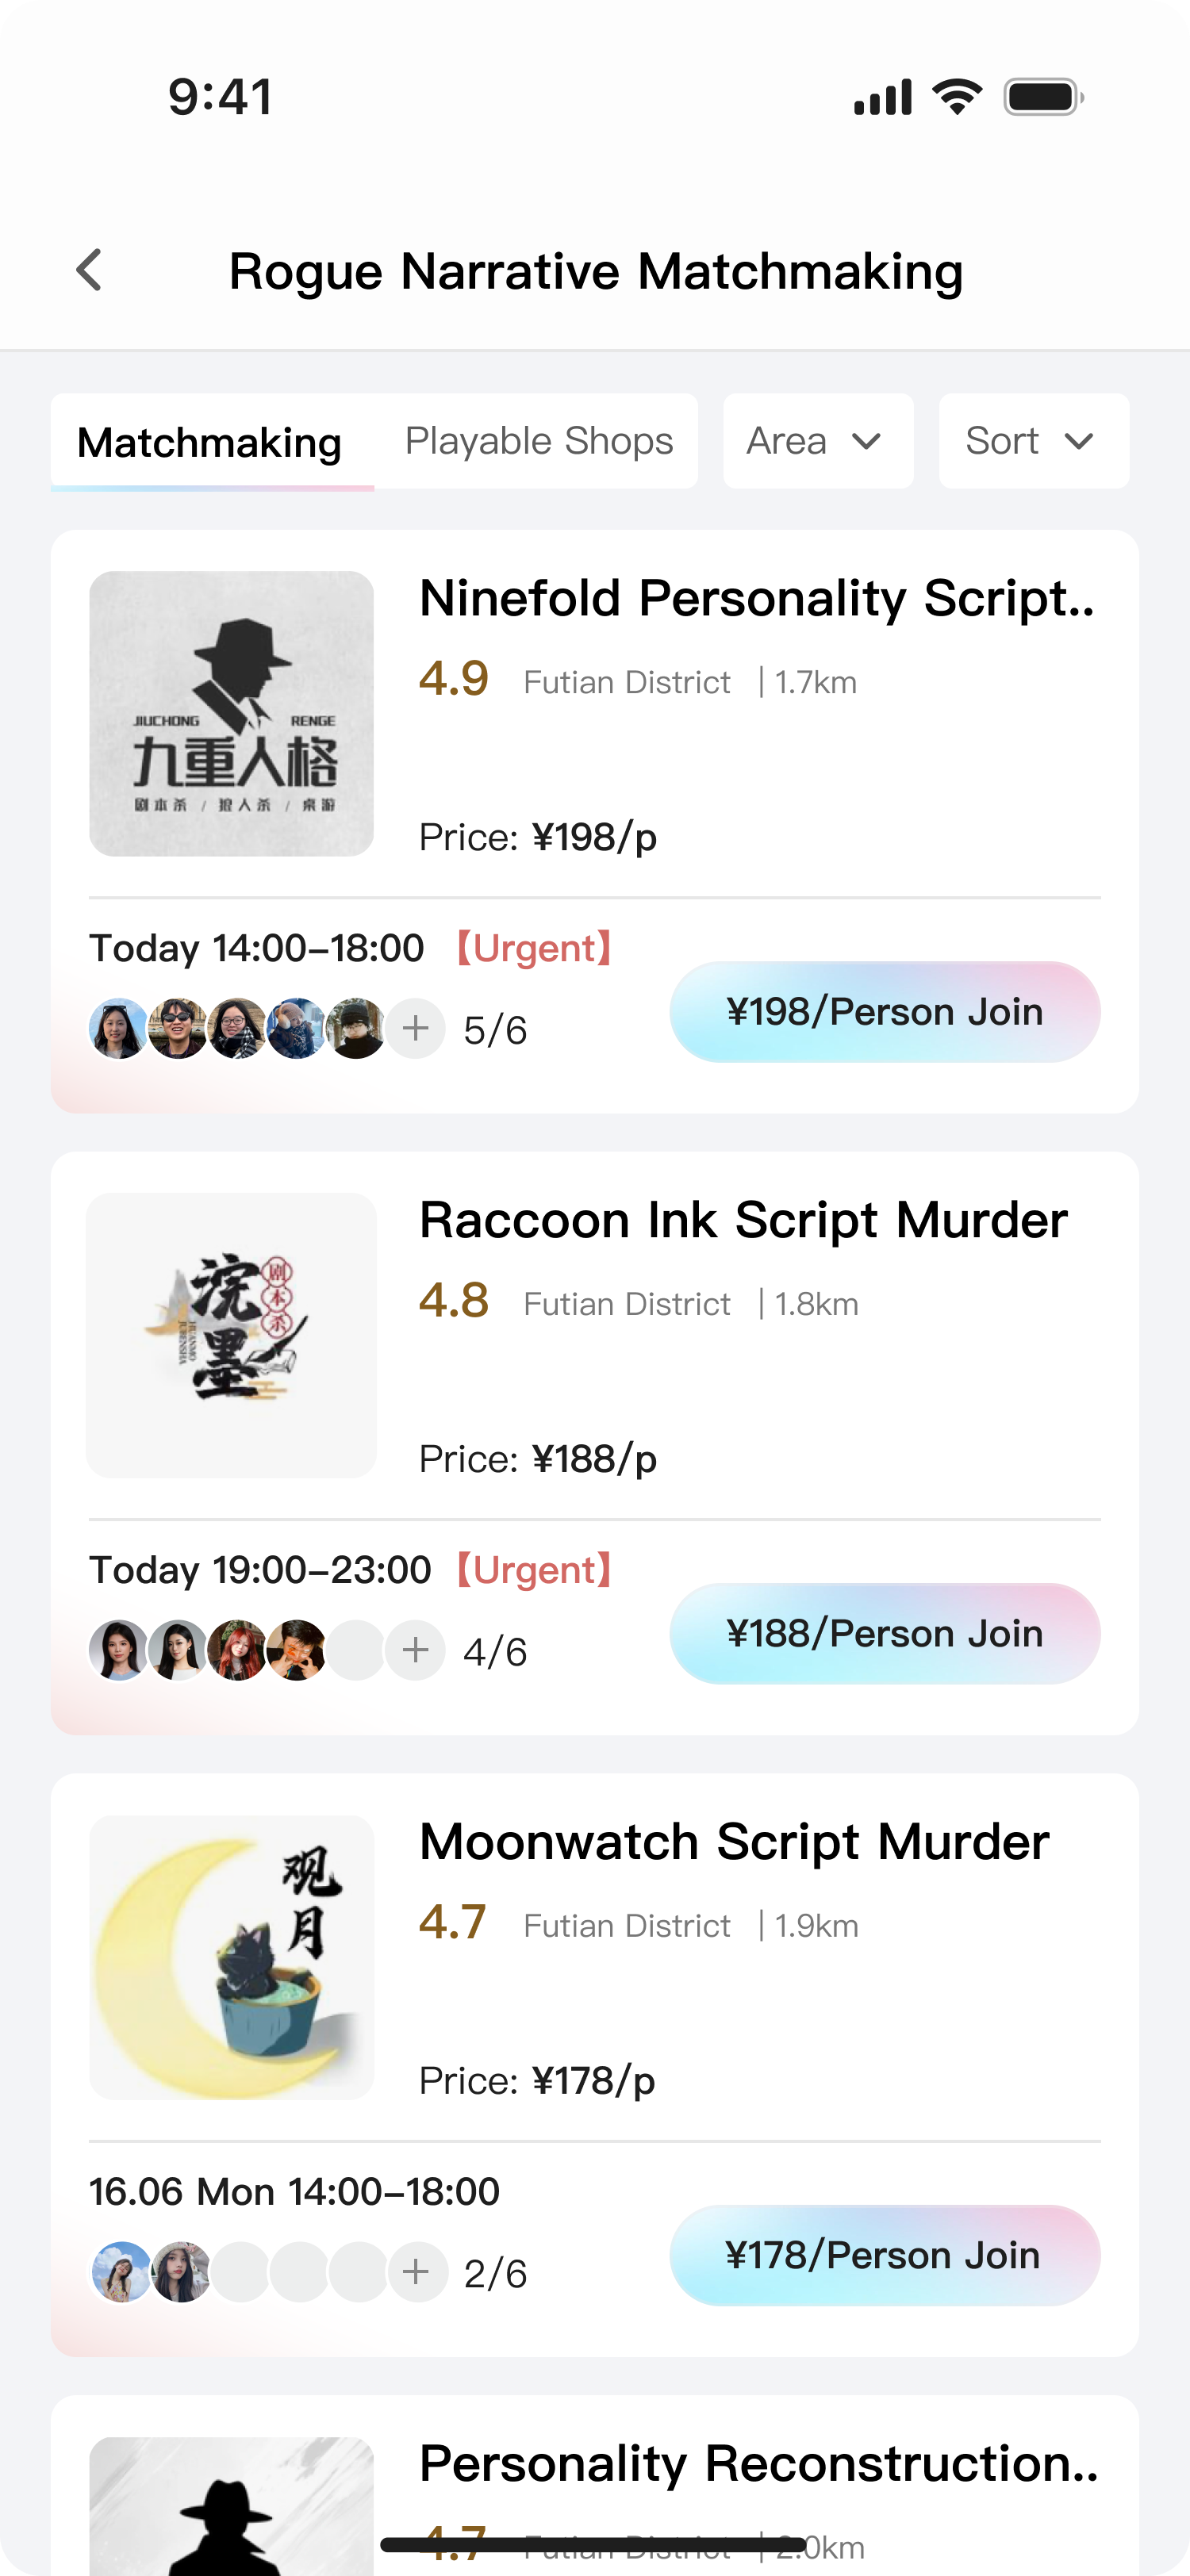 9:41
Rogue Narrative Matchmaking
Matchmaking Playable Shops Area Sort
Ninefold Personality Script..
4.9 Futian District | 1.7km
JIUCHONG RENGE
九重人格
剧本杀 / 狼人杀 / 桌游
Price: ¥198/p
Today 14:00–18:00 【Urgent】
5/6
¥198/Person Join
Raccoon Ink Script Murder
4.8 Futian District | 1.8km
浣墨
剧本杀
HUANMO
JUBENSHA
Price: ¥188/p
Today 19:00–23:00 【Urgent】
4/6
¥188/Person Join
Moonwatch Script Murder
4.7 Futian District | 1.9km
观月
Price: ¥178/p
16.06 Mon 14:00–18:00
2/6
¥178/Person Join
Personality Reconstruction..
4.7 Futian District | 2.0km